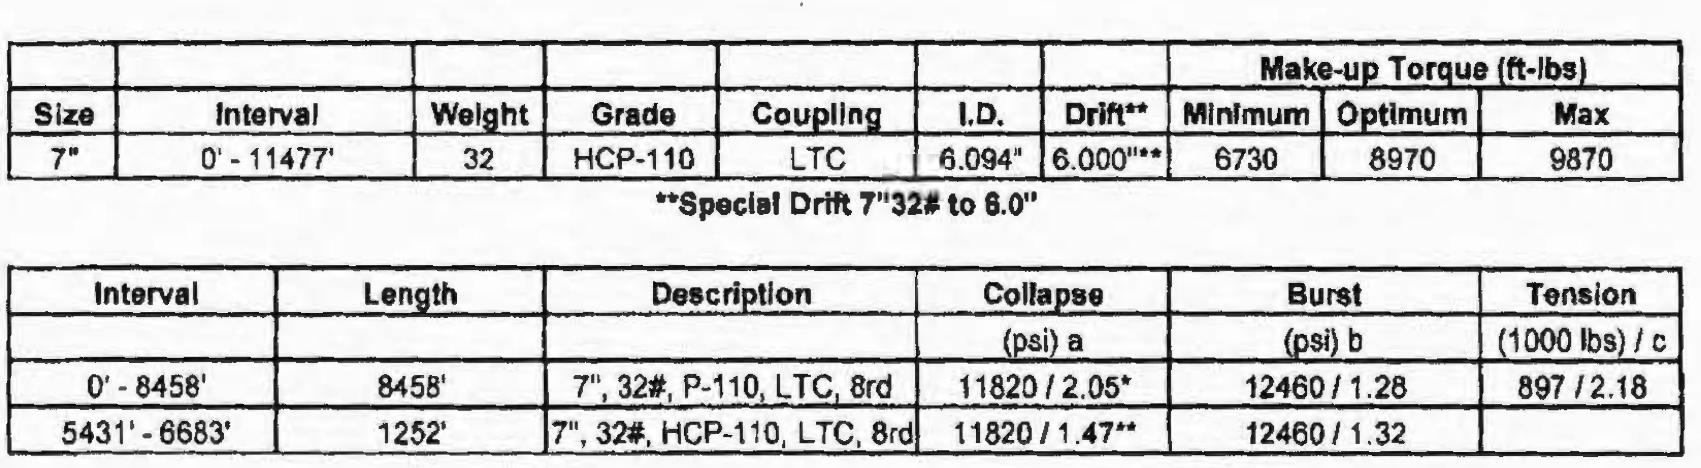 Make-up Torque (ft-lbs)
Size Interval Weight Grade Coupling I.D. Drift** Minimum Optimum Max
7" 0' - 11477' 32 HCP-110 LTC 6.094" 6.000"** 6730 8970 9870
**Special Drift 7"32# to 6.0"
Interval Length Description Collapse Burst Tension
(psi) a (psi) b (1000 lbs) / c
0' - 8458' 8458' 7", 32#, P-110, LTC, 8rd 11820 / 2.05* 12460 / 1.28 897 / 2.18
5431' - 6683' 1252' 7", 32#, HCP-110, LTC, 8rd 11820 / 1.47** 12460 / 1.32